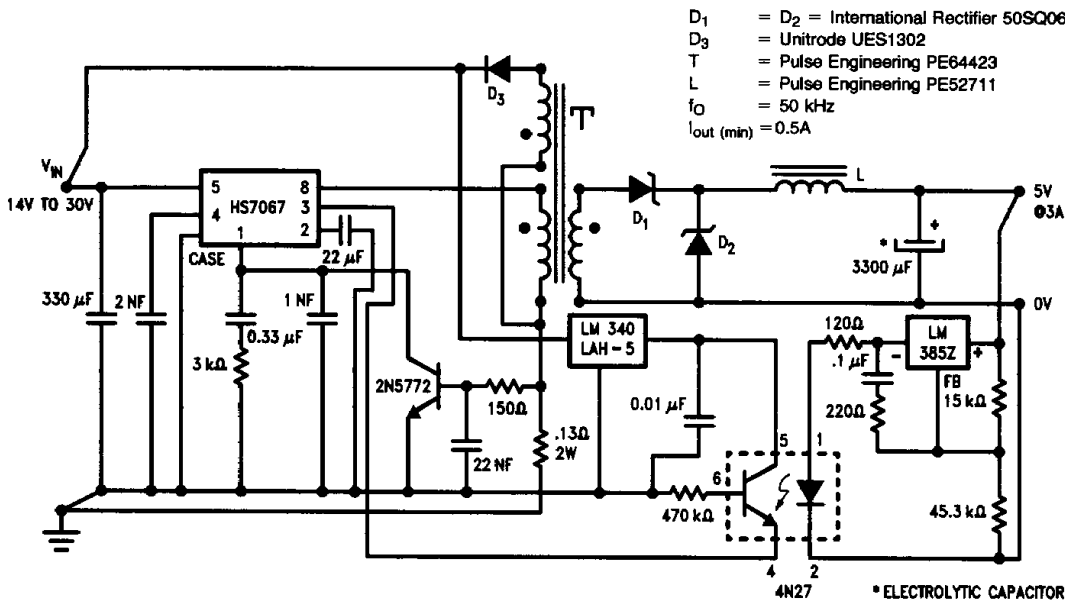 D1 = D2 = International Rectifier 50SQ06
D3 = Unitrode UES1302
T = Pulse Engineering PE64423
L = Pulse Engineering PE52711
fO = 50 kHz
Iout (min) = 0.5A
D3
T
VIN
14V TO 30V
5
8
4
HS7067
3
2
1
CASE
22 µF
330 µF
2 NF
0.33 µF
1 NF
3 kΩ
2N5772
150Ω
22 NF
.13Ω
2W
LM 340
LAH-5
0.01 µF
470 kΩ
D1
D2
L
*
+
3300 µF
5V
@3A
0V
120Ω
.1 µF
220Ω
LM
385Z
-
+
FB
15 kΩ
45.3 kΩ
5
1
6
4
2
4N27
* ELECTROLYTIC CAPACITOR